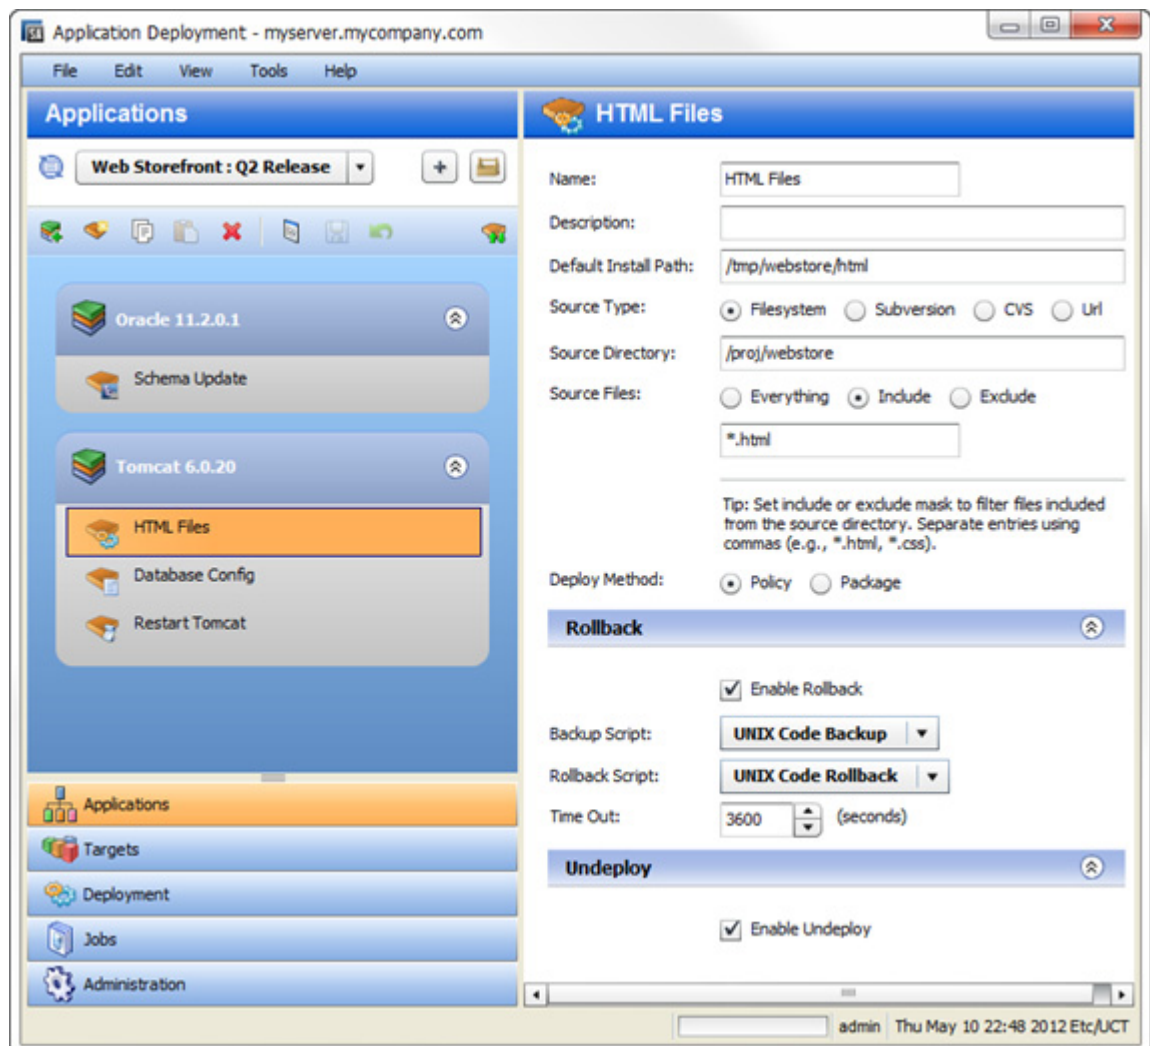 Application Deployment - myserver.mycompany.com
File Edit View Tools Help
Applications
Web Storefront : Q2 Release
Oracle 11.2.0.1
Schema Update
Tomcat 6.0.20
HTML Files
Database Config
Restart Tomcat
Applications
Targets
Deployment
Jobs
Administration
HTML Files
Name: HTML Files
Description:
Default Install Path: /tmp/webstore/html
Source Type: Filesystem Subversion CVS Url
Source Directory: /proj/webstore
Source Files: Everything Include Exclude
*.html
Tip: Set include or exclude mask to filter files included
from the source directory. Separate entries using
commas (e.g., *.html, *.css).
Deploy Method: Policy Package
Rollback
Enable Rollback
Backup Script: UNIX Code Backup
Rollback Script: UNIX Code Rollback
Time Out: 3600 (seconds)
Undeploy
Enable Undeploy
admin Thu May 10 22:48 2012 Etc/UCT